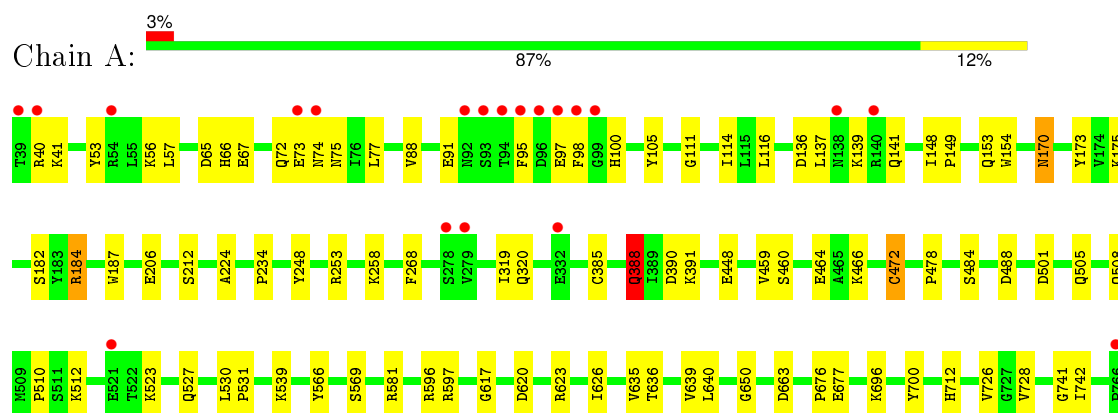 3%
Chain A:
87% 12%
T39 R40 K41 Y53 R54 L55 K56 L57 D65 H66 E67 Q72 E73 N74 N75 I76 L77 V88 E91 N92 S93 T94 F95 D96 E97 F98 G99 H100 Y105 G111 I114 L115 L116 D136 L137 N138 K139 R140 Q141 I148 P149 Q153 W154 N170 Y173 V174 K175
S182 Y183 R184 W187 E206 S212 A224 P234 Y248 R253 K258 F268 S278 V279 I319 Q320 E332 C385 Q388 I389 D390 K391 E448 V459 S460 E464 A465 K466 C472 P478 S484 D488 D501 Q505 Q508
M509 P510 S511 K512 E521 T522 K523 Q527 L530 P531 K539 Y566 S569 R581 R596 R597 G617 D620 R623 I626 V635 T636 V639 L640 G650 D663 P676 E677 K696 Y700 H712 V726 G727 V728 G741 I742